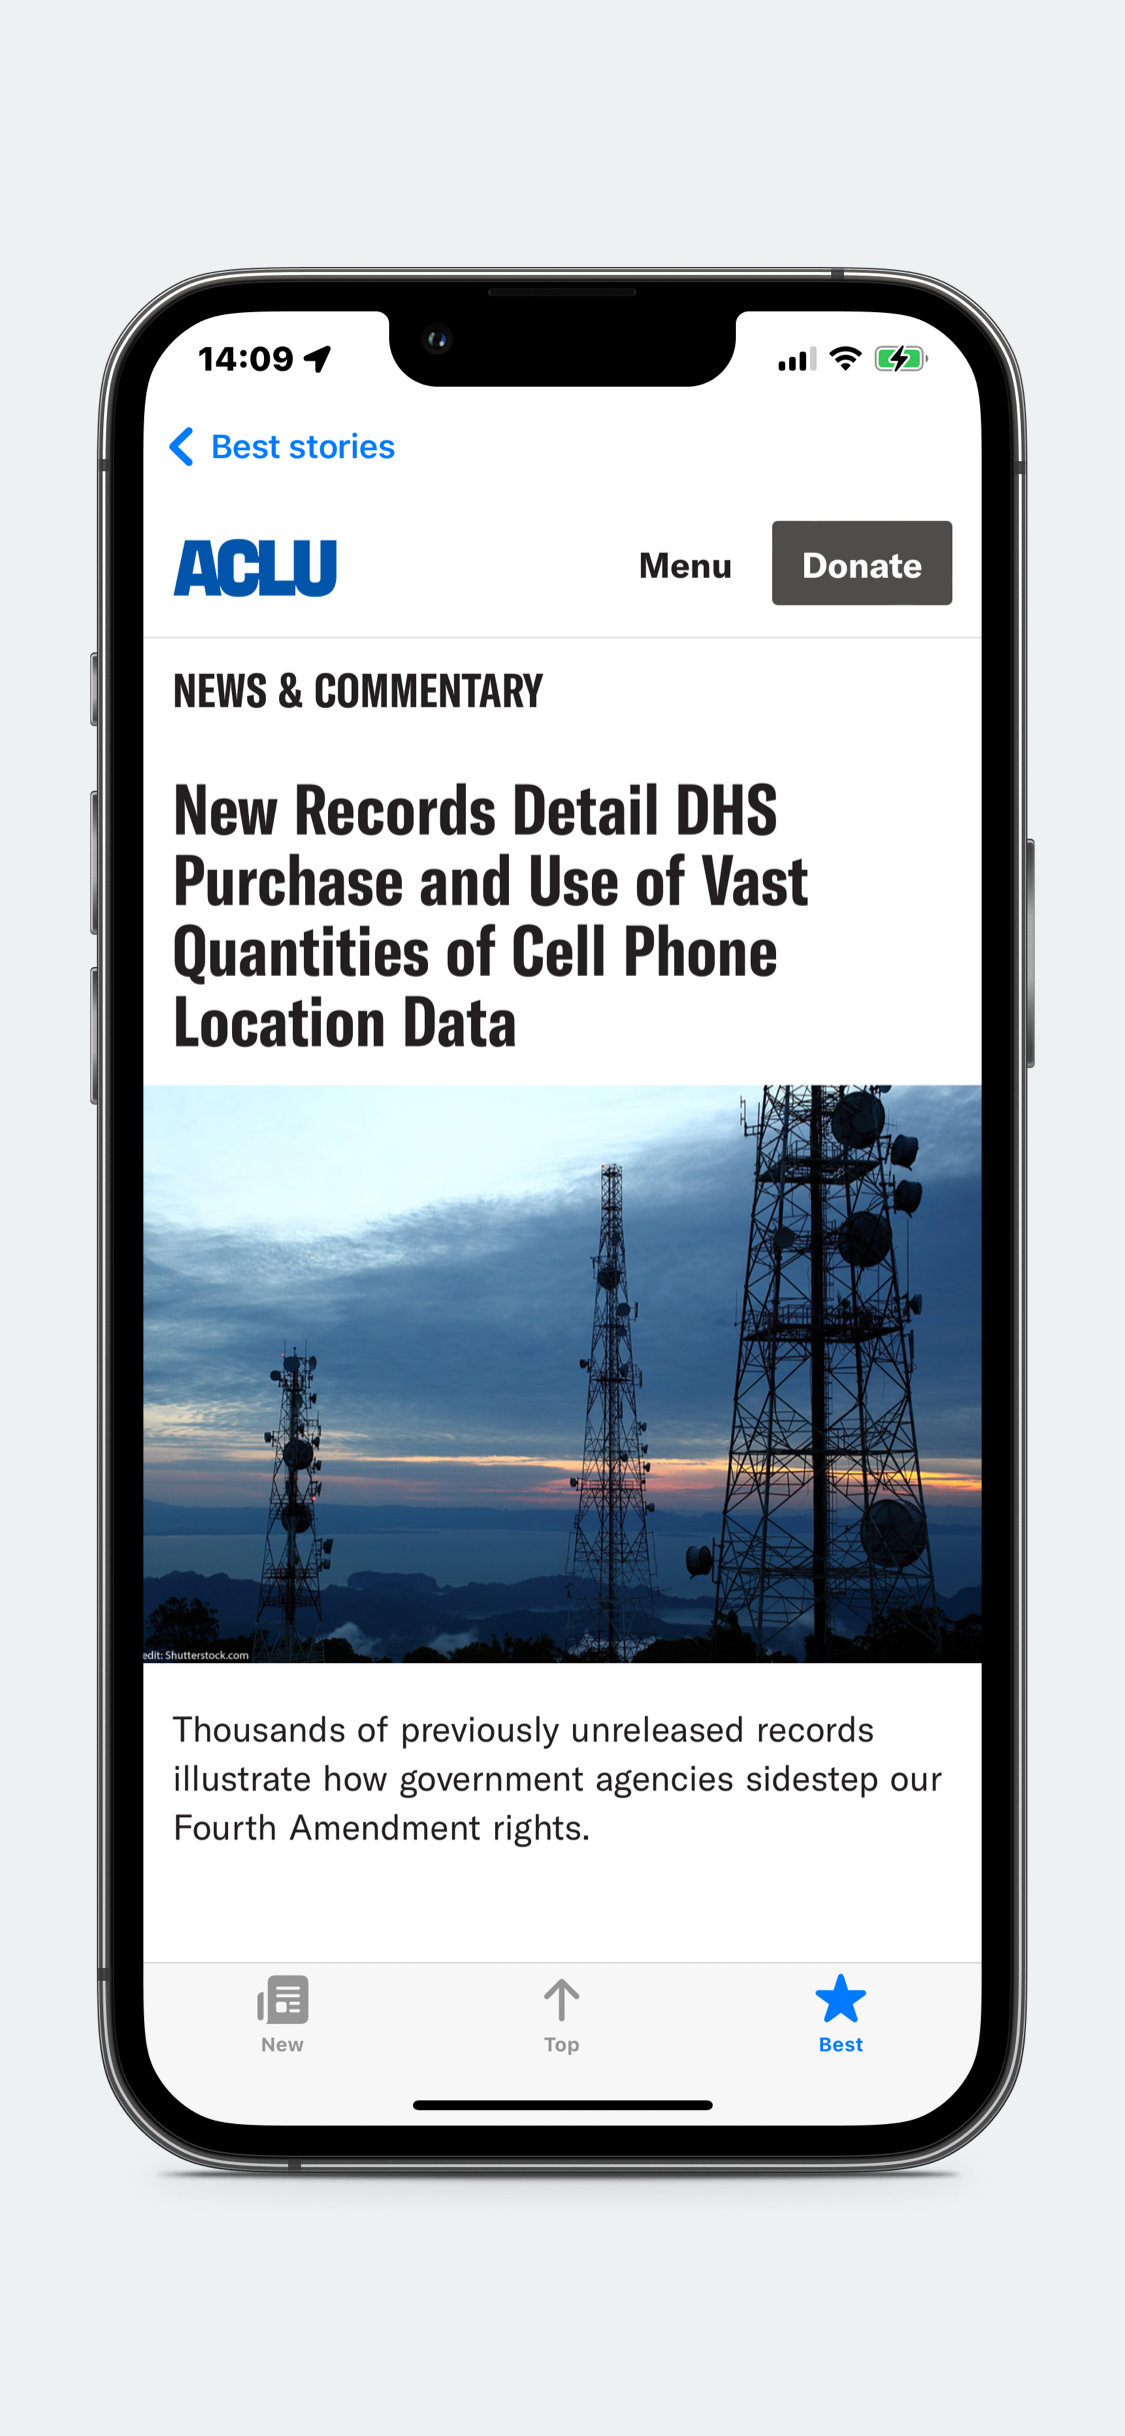 14:09
Best stories
ACLU
Menu
Donate
NEWS & COMMENTARY
New Records Detail DHS
Purchase and Use of Vast
Quantities of Cell Phone
Location Data
edit: Shutterstock.com
Thousands of previously unreleased records
illustrate how government agencies sidestep our
Fourth Amendment rights.
New
Top
Best